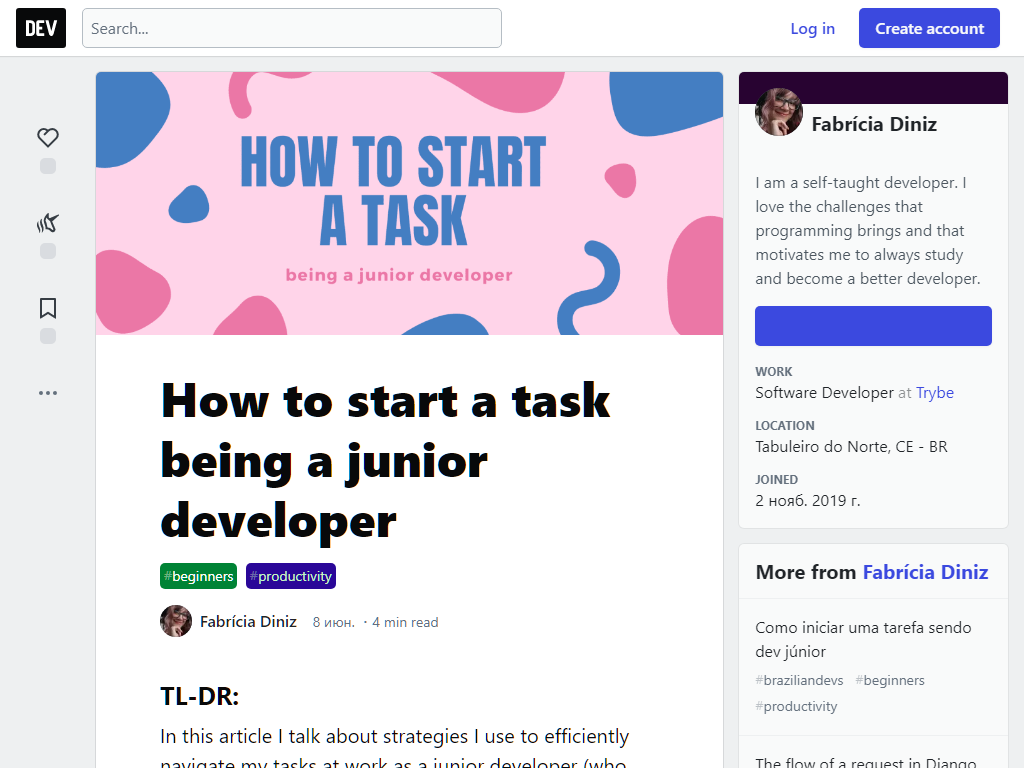 DEV
Search...
Log in
Create account
HOW TO START
A TASK
being a junior developer
How to start a task
being a junior
developer
#beginners #productivity
Fabrícia Diniz 8 июн. · 4 min read
TL-DR:
In this article I talk about strategies I use to efficiently
navigate my tasks at work as a junior developer (who
Fabrícia Diniz
I am a self-taught developer. I
love the challenges that
programming brings and that
motivates me to always study
and become a better developer.
WORK
Software Developer at Trybe
LOCATION
Tabuleiro do Norte, CE - BR
JOINED
2 нояб. 2019 г.
More from Fabrícia Diniz
Como iniciar uma tarefa sendo
dev júnior
#braziliandevs #beginners
#productivity
The flow of a request in Django